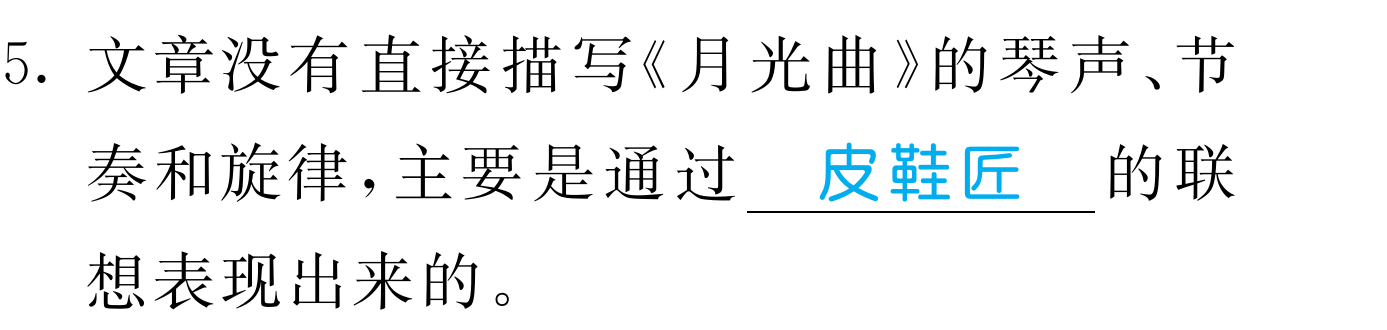 5. 文章没有直接描写《月光曲》的琴声、节
奏和旋律，主要是通过 皮鞋匠 的联
想表现出来的。